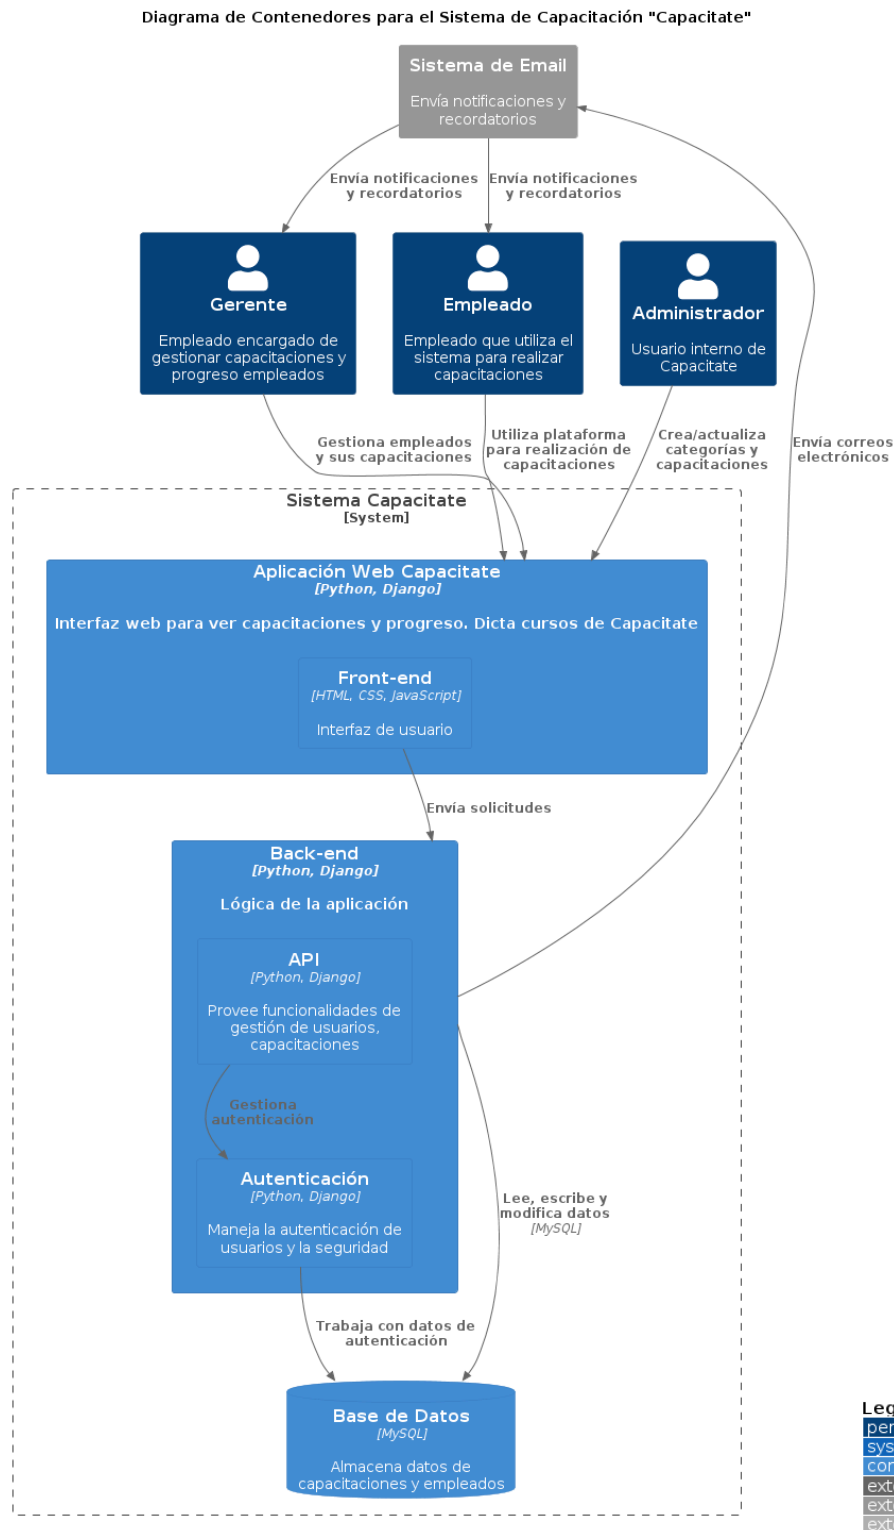 Diagrama de Contenedores para el Sistema de Capacitación "Capacitate"
Sistema de Email
Envía notificaciones y
recordatorios
Envía notificaciones
y recordatorios
Envía notificaciones
y recordatorios
Gerente
Empleado encargado de
gestionar capacitaciones y
progreso empleados
Empleado
Empleado que utiliza el
sistema para realizar
capacitaciones
Administrador
Usuario interno de
Capacitate
Gestiona empleados
y sus capacitaciones
Utiliza plataforma
para realización de
capacitaciones
Crea/actualiza
categorías y
capacitaciones
Envía correos
electrónicos
Sistema Capacitate
[System]
Aplicación Web Capacitate
[Python, Django]
Interfaz web para ver capacitaciones y progreso. Dicta cursos de Capacitate
Front-end
[HTML, CSS, JavaScript]
Interfaz de usuario
Envía solicitudes
Back-end
[Python, Django]
Lógica de la aplicación
API
[Python, Django]
Provee funcionalidades de
gestión de usuarios,
capacitaciones
Gestiona
autenticación
Autenticación
[Python, Django]
Maneja la autenticación de
usuarios y la seguridad
Lee, escribe y
modifica datos
[MySQL]
Trabaja con datos de
autenticación
Base de Datos
[MySQL]
Almacena datos de
capacitaciones y empleados